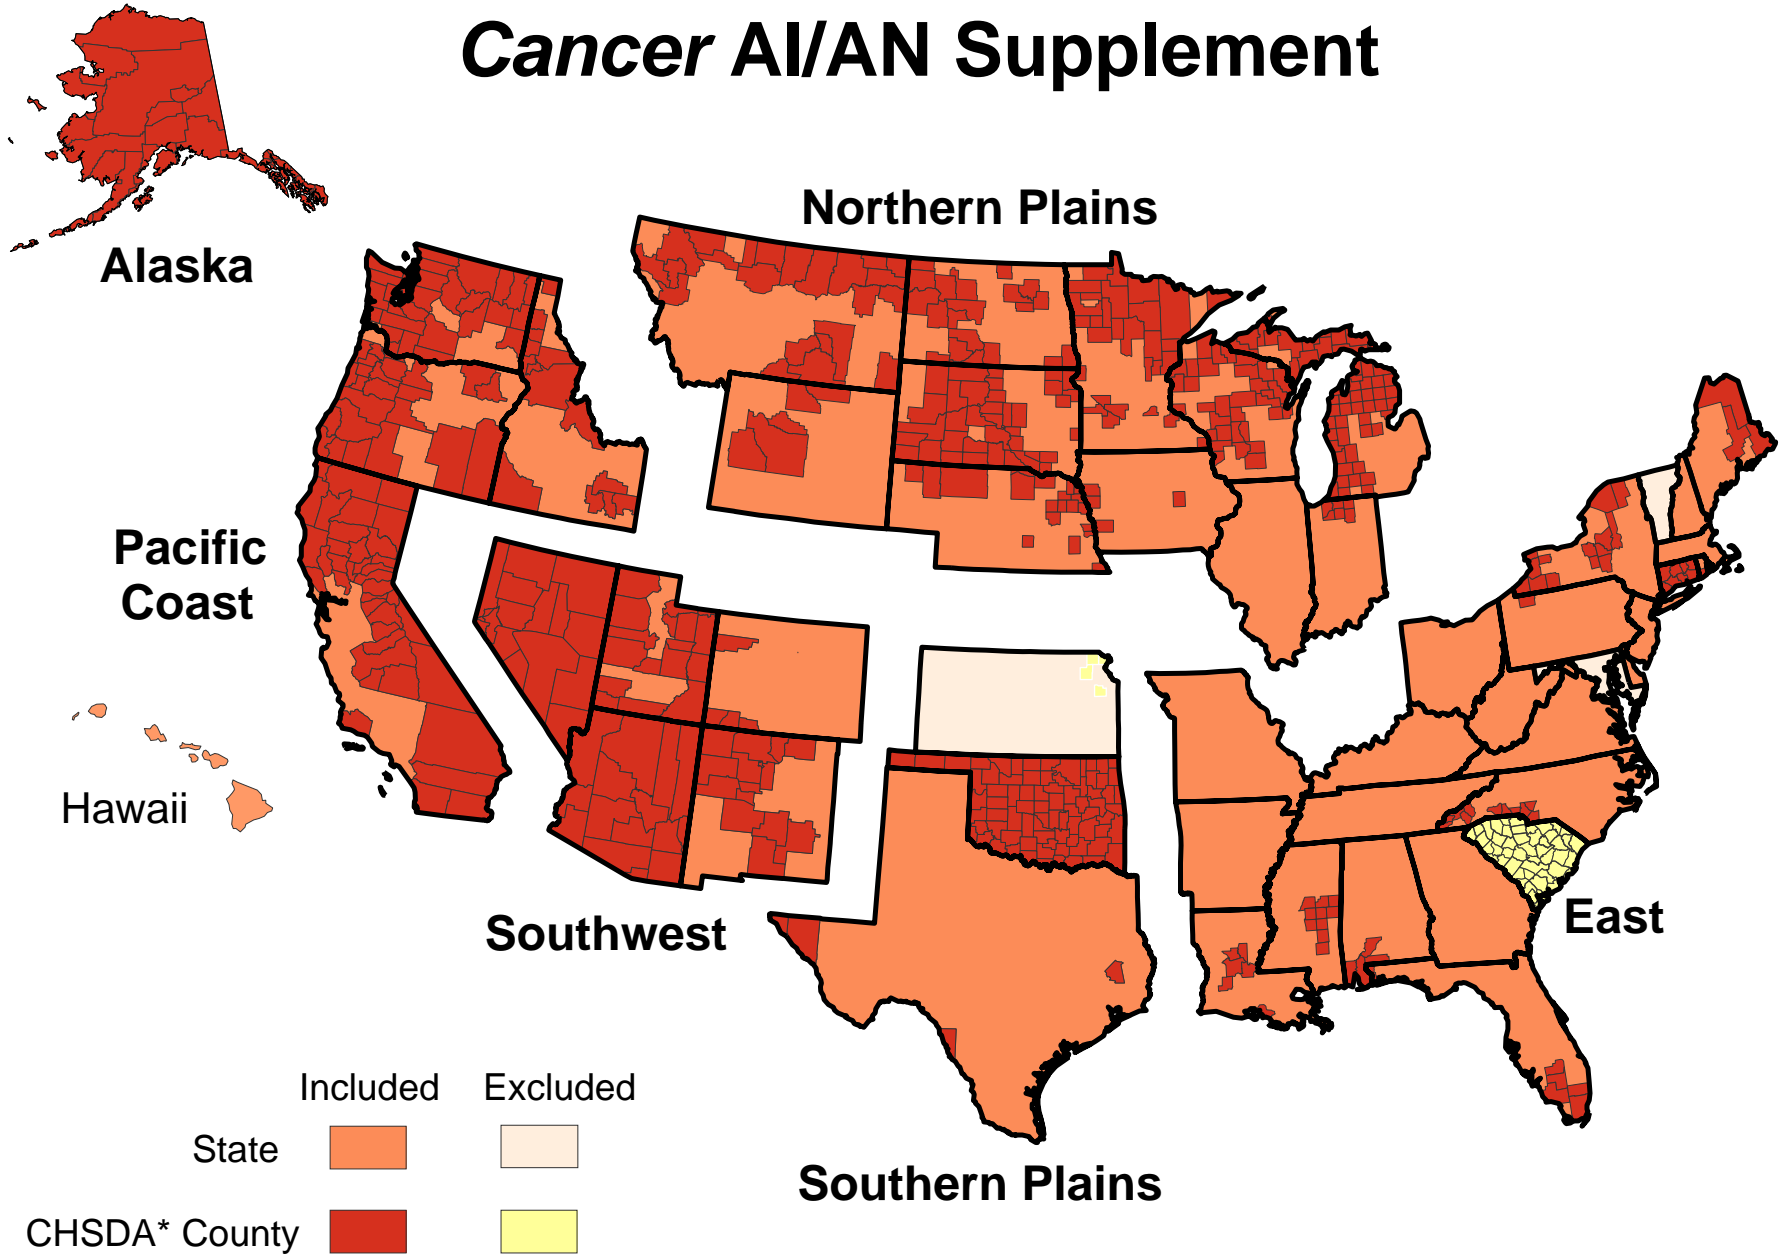 Cancer AI/AN Supplement
Northern Plains
Alaska
Pacific
Coast
Hawaii
Southwest
East
Included Excluded
State
Southern Plains
CHSDA* County